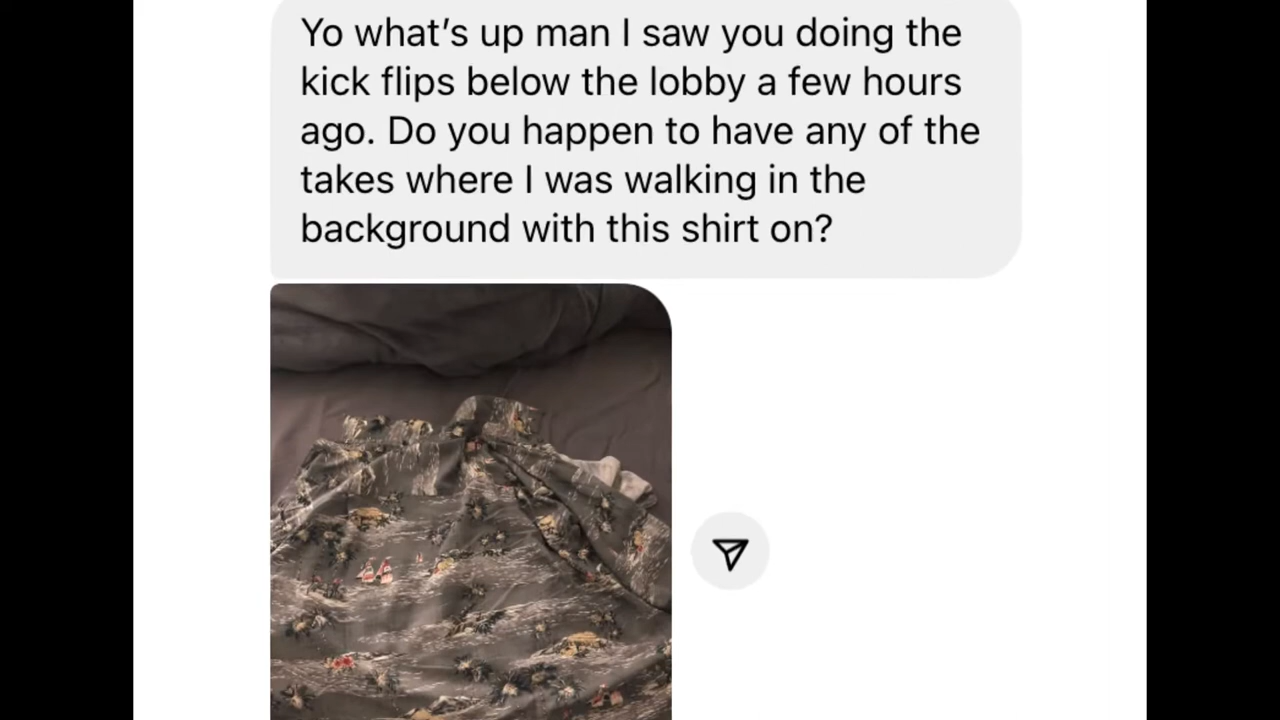 Yo what's up man I saw you doing the
kick flips below the lobby a few hours
ago. Do you happen to have any of the
takes where I was walking in the
background with this shirt on?